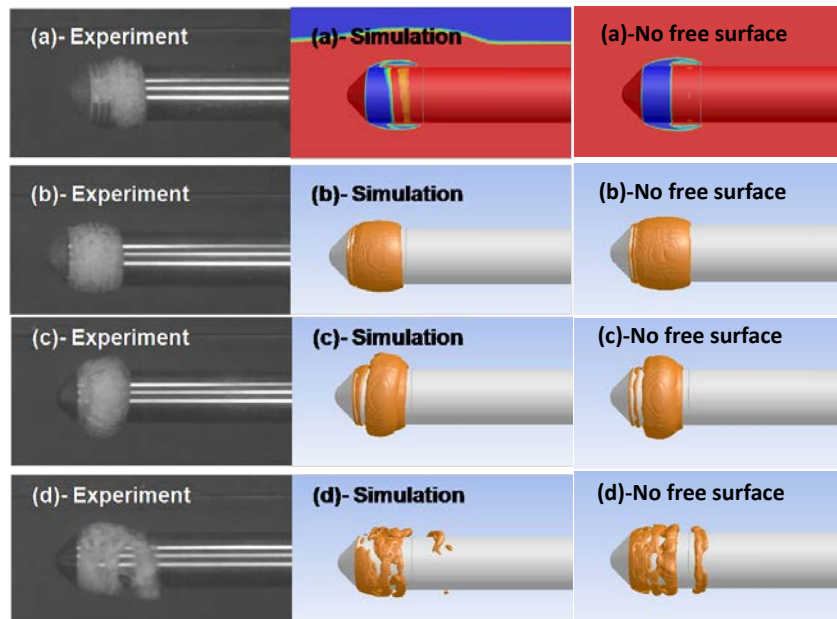 (a)- Experiment
(a)- Simulation
(a)-No free surface
(b)- Experiment
(b)- Simulation
(b)-No free surface
(c)- Experiment
(c)- Simulation
(c)-No free surface
(d)- Experiment
(d)- Simulation
(d)-No free surface